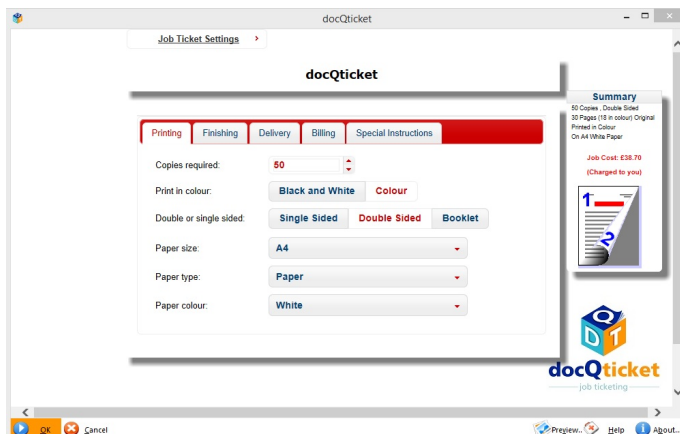 docQticket
Job Ticket Settings >
docQticket
Summary
50 Copies , Double Sided
30 Pages (18 in colour) Original
Printed in Colour
On A4 White Paper
Job Cost: £38.70
(Charged to you)
1
2
Printing Finishing Delivery Billing Special Instructions
Copies required: 50
Print in colour: Black and White Colour
Double or single sided: Single Sided Double Sided Booklet
Paper size: A4
Paper type: Paper
Paper colour: White
Q
D T
docQticket
job ticketing
OK Cancel Preview.. Help About..